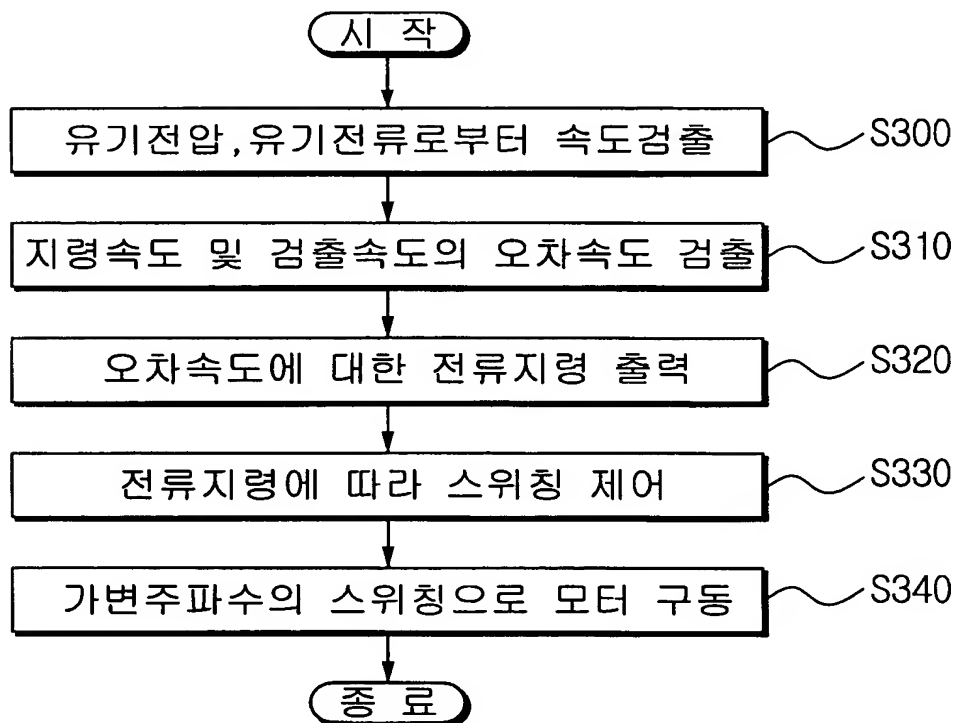 시 작
유기전압,유기전류로부터 속도검출
S300
지령속도 및 검출속도의 오차속도 검출
S310
오차속도에 대한 전류지령 출력
S320
전류지령에 따라 스위칭 제어
S330
가변주파수의 스위칭으로 모터 구동
S340
종 료